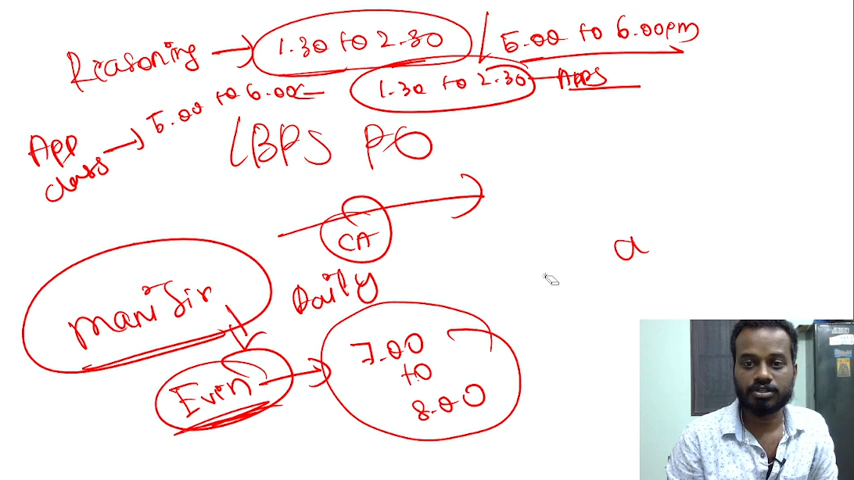 Reasoning → 1.30 to 2.30 / 5.00 to 6.00pm
App class → 5.00 to 6.00
1.30 to 2.30 - APPS
IBPS PO
CA
Mani Sir
Daily
Even → 7.00 to 8.00
a